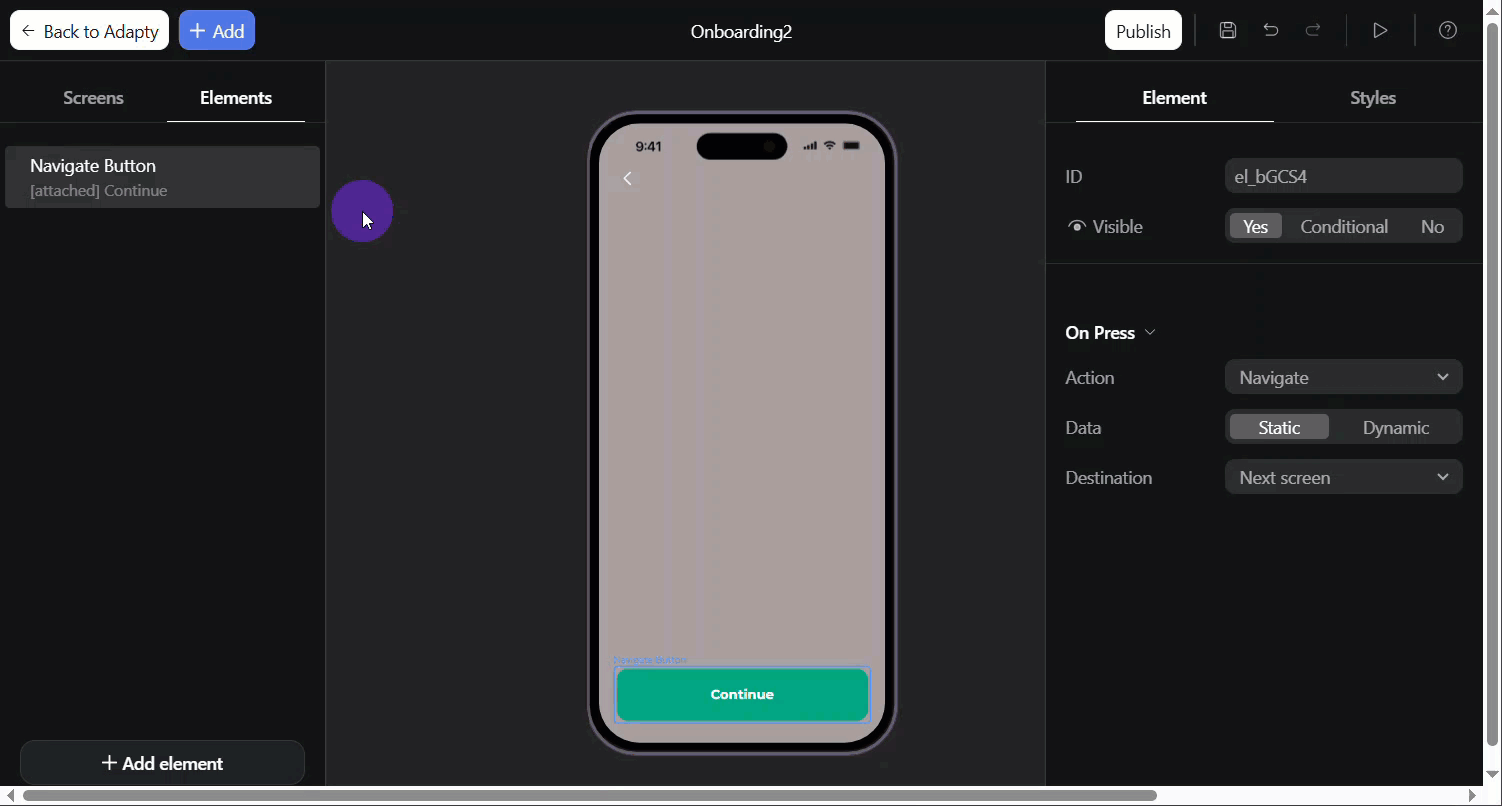 Back to Adapty
Add
Onboarding2
Publish
Screens
Elements
Element
Styles
Navigate Button
[attached] Continue
9:41
ID
el_bGCS4
Visible
Yes
Conditional
No
On Press
Action
Navigate
Data
Static
Dynamic
Destination
Next screen
Navigate Button
Continue
Add element